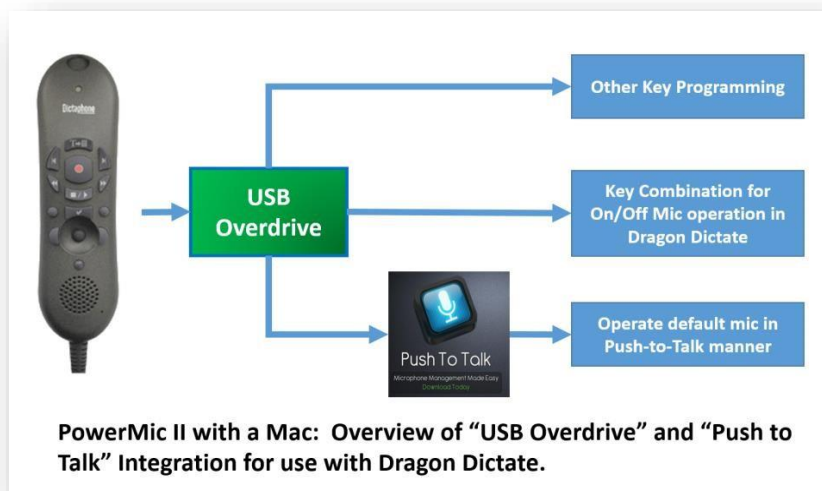 Dictaphone
Other Key Programming
USB
Overdrive
Key Combination for
On/Off Mic operation in
Dragon Dictate
Push To Talk
Microphone Management Made Easy
Download Today
Operate default mic in
Push-to-Talk manner
PowerMic II with a Mac:  Overview of “USB Overdrive” and “Push to
Talk” Integration for use with Dragon Dictate.